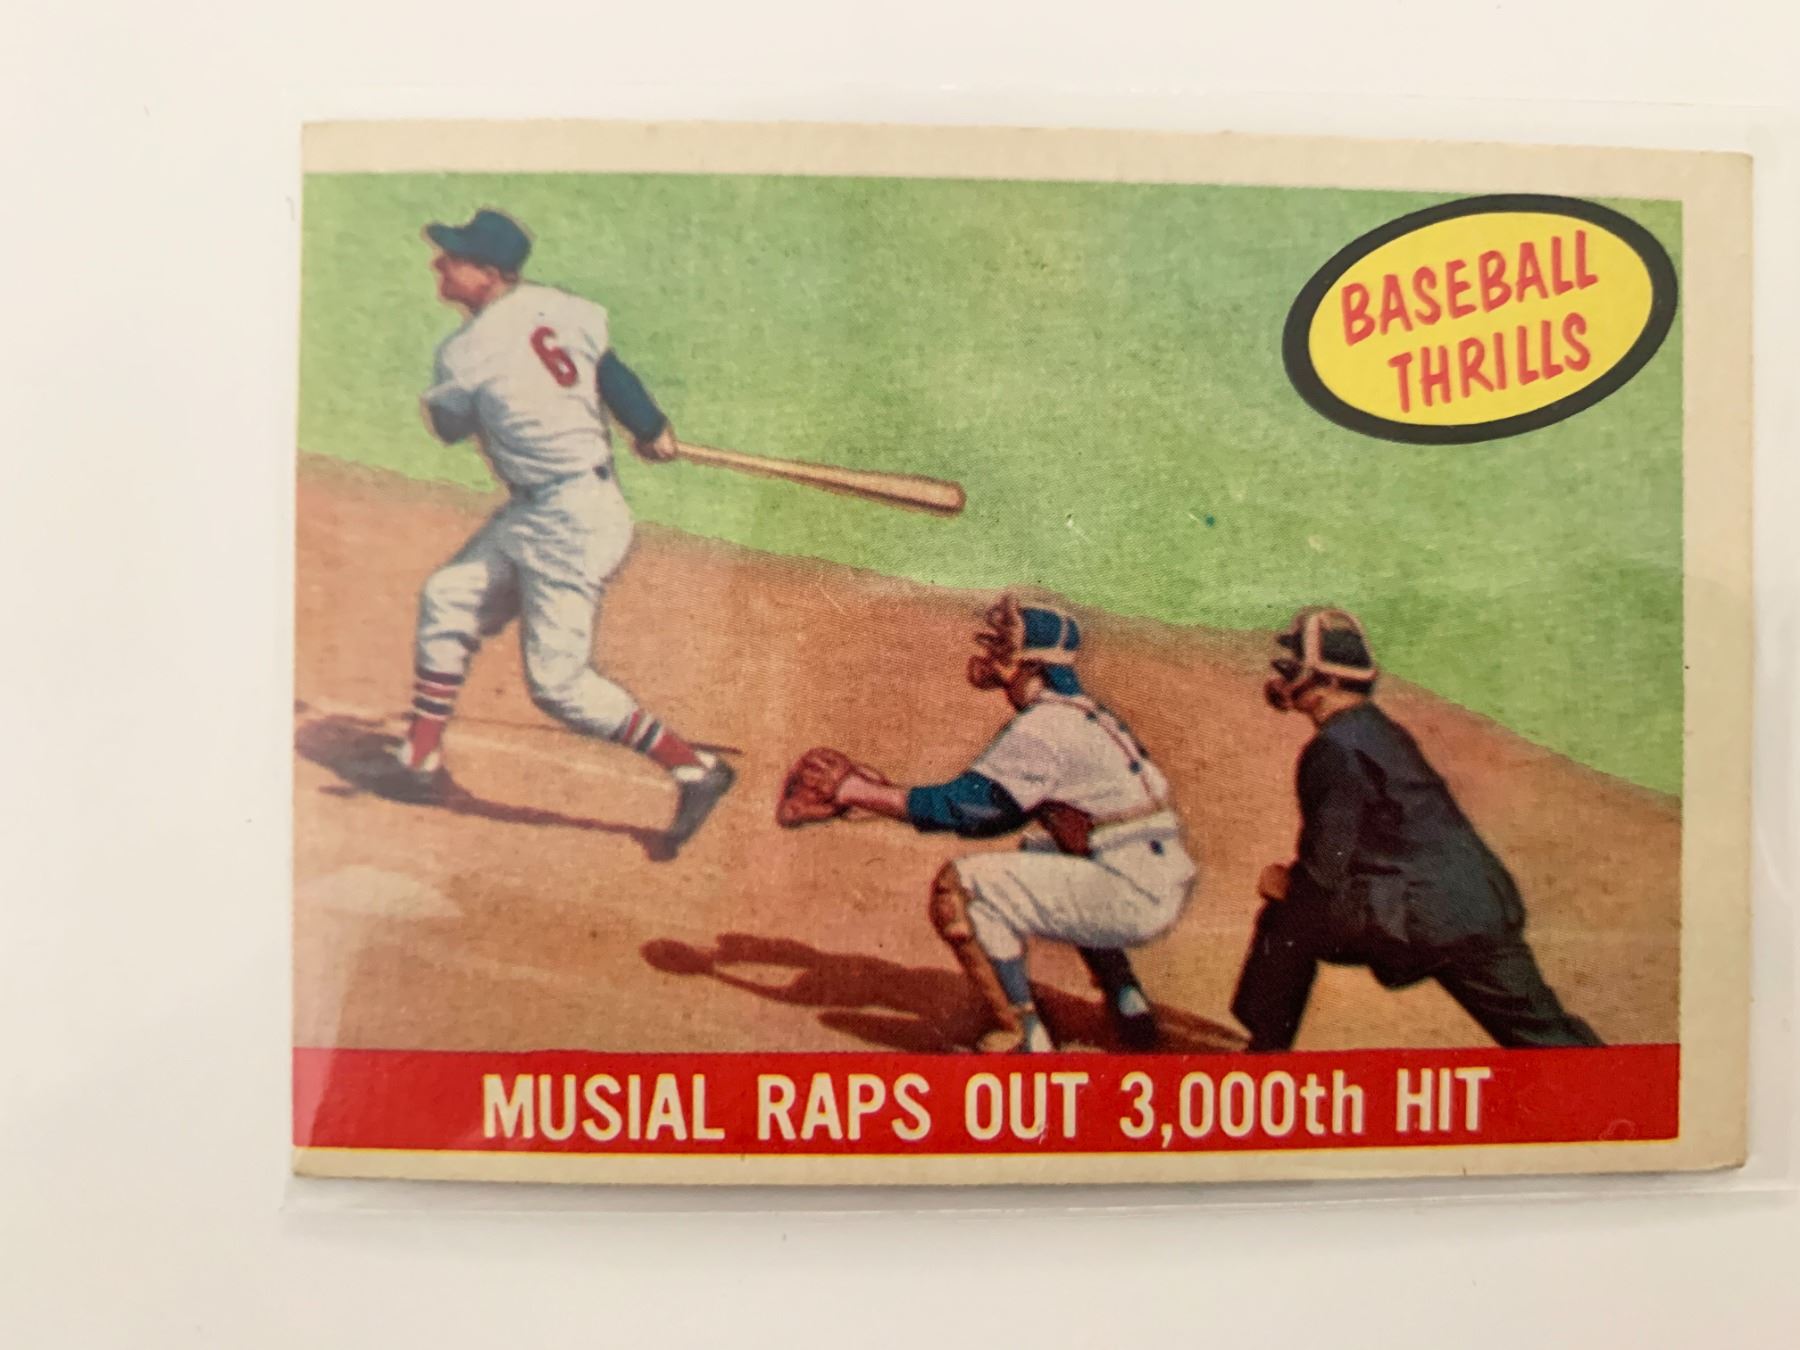 BASEBALL
THRILLS
6
MUSIAL RAPS OUT 3,000th HIT